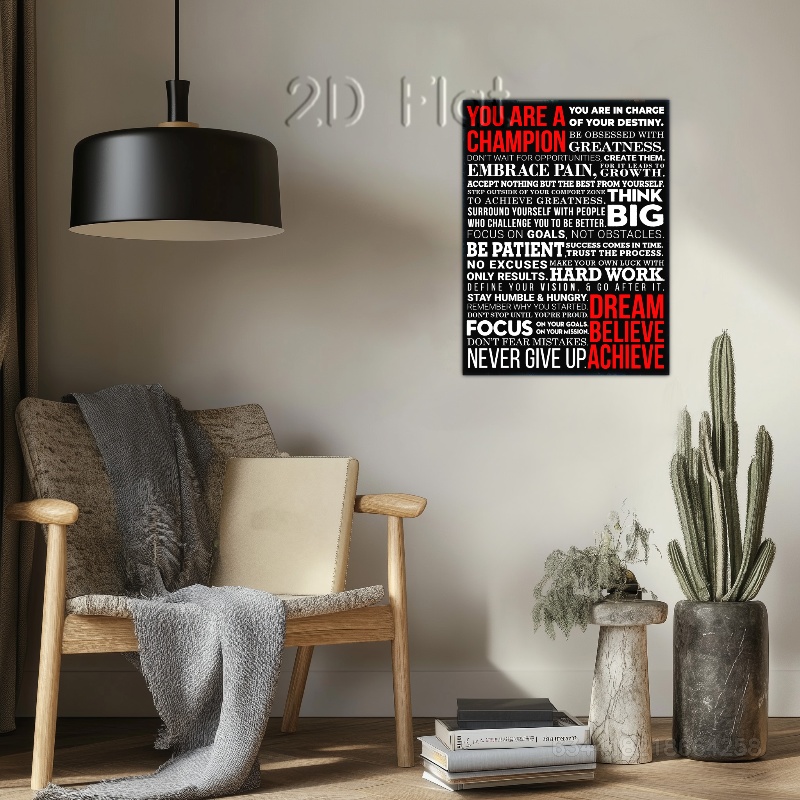 2D Flat
YOU ARE A
CHAMPION
YOU ARE IN CHARGE
OF YOUR DESTINY.
BE OBSESSED WITH
GREATNESS.
DON'T WAIT FOR OPPORTUNITIES, CREATE THEM.
EMBRACE PAIN, FOR IT LEADS TO
GROWTH.
ACCEPT NOTHING BUT THE BEST FROM YOURSELF.
STEP OUTSIDE OF YOUR COMFORT ZONE
TO ACHIEVE GREATNESS.
THINK
BIG
SURROUND YOURSELF WITH PEOPLE
WHO CHALLENGE YOU TO BE BETTER.
FOCUS ON GOALS, NOT OBSTACLES.
BE PATIENT, SUCCESS COMES IN TIME.
TRUST THE PROCESS.
NO EXCUSES
ONLY RESULTS.
MAKE YOUR OWN LUCK WITH
HARD WORK.
DEFINE YOUR VISION, & GO AFTER IT.
STAY HUMBLE & HUNGRY.
REMEMBER WHY YOU STARTED.
DON'T STOP UNTIL YOU'RE PROUD.
FOCUS ON YOUR GOALS,
ON YOUR MISSION.
DON'T FEAR MISTAKES.
NEVER GIVE UP.
DREAM
BELIEVE
ACHIEVE